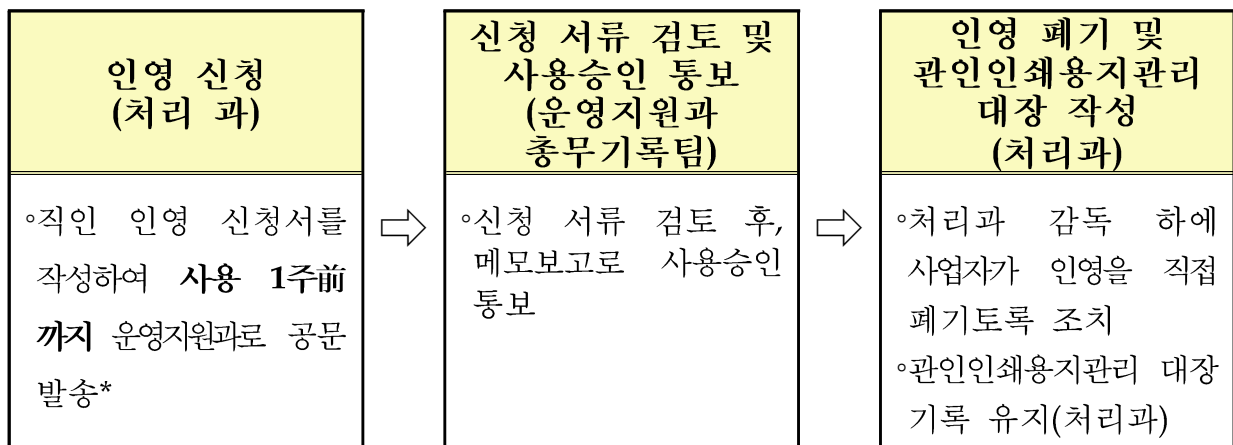 인영 신청
(처리 과)
◦직인 인영 신청서를
작성하여 사용 1주前
까지 운영지원과로 공문
발송*
⇨
신청 서류 검토 및
사용승인 통보
(운영지원과
총무기록팀)
◦신청 서류 검토 후,
메모보고로 사용승인
통보
⇨
인영 폐기 및
관인인쇄용지관리
대장 작성
(처리과)
◦처리과 감독 하에
사업자가 인영을 직접
폐기토록 조치
◦관인인쇄용지관리 대장
기록 유지(처리과)